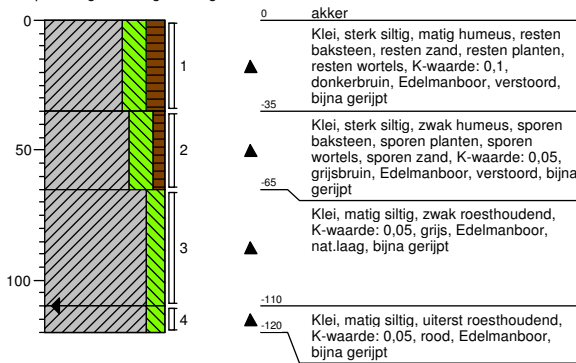 0
50
100
1
2
3
4
0 akker
Klei, sterk siltig, matig humeus, resten
baksteen, resten zand, resten planten,
resten wortels, K-waarde: 0,1,
donkerbruin, Edelmanboor, verstoord,
bijna gerijpt
-35
Klei, sterk siltig, zwak humeus, sporen
baksteen, sporen planten, sporen
wortels, sporen zand, K-waarde: 0,05,
grijsbruin, Edelmanboor, verstoord, bijna
gerijpt
-65
Klei, matig siltig, zwak roesthoudend,
K-waarde: 0,05, grijs, Edelmanboor,
nat.laag, bijna gerijpt
-110
Klei, matig siltig, uiterst roesthoudend,
K-waarde: 0,05, rood, Edelmanboor,
bijna gerijpt
-120